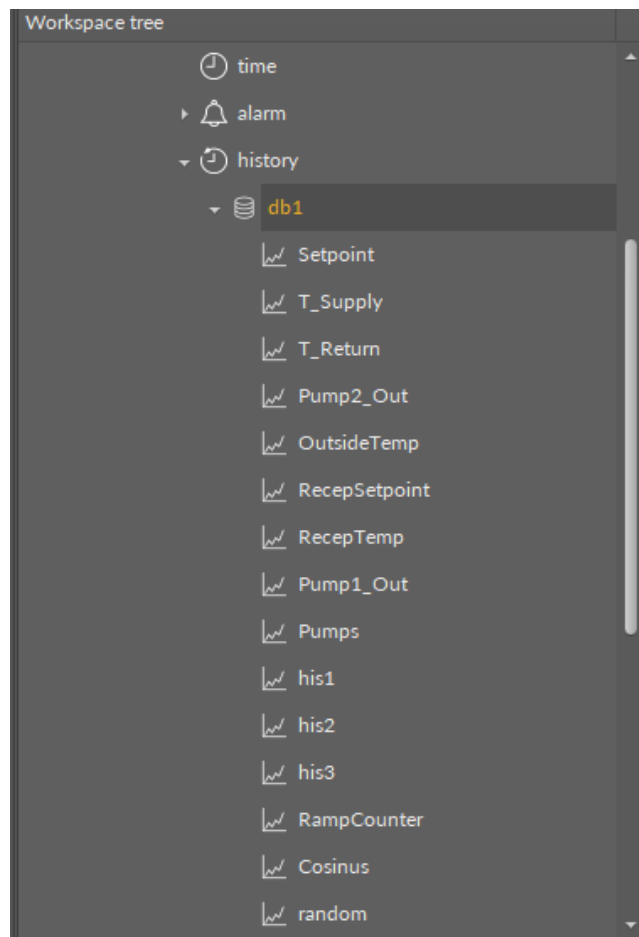 Workspace tree
time
alarm
history
db1
Setpoint
T_Supply
T_Return
Pump2_Out
OutsideTemp
RecepSetpoint
RecepTemp
Pump1_Out
Pumps
his1
his2
his3
RampCounter
Cosinus
random